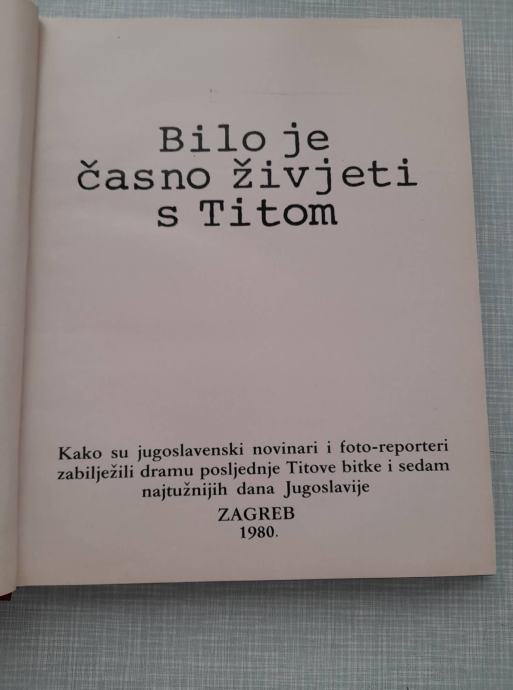 Bilo je
časno živjeti
s Titom
Kako su jugoslavenski novinari i foto-reporteri
zabilježili dramu posljednje Titove bitke i sedam
najtužnijih dana Jugoslavije
ZAGREB
1980.